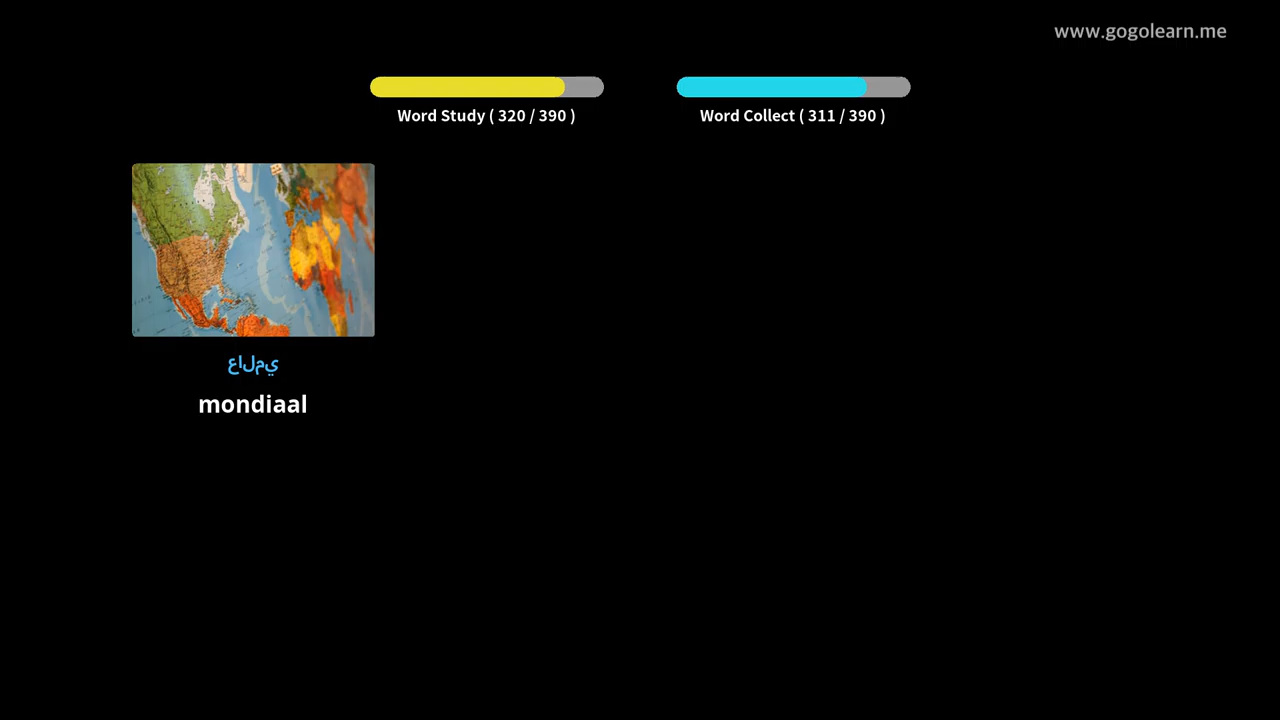 www.gogolearn.me
Word Study ( 320 / 390 )
Word Collect ( 311 / 390 )
عالمي
mondiaal